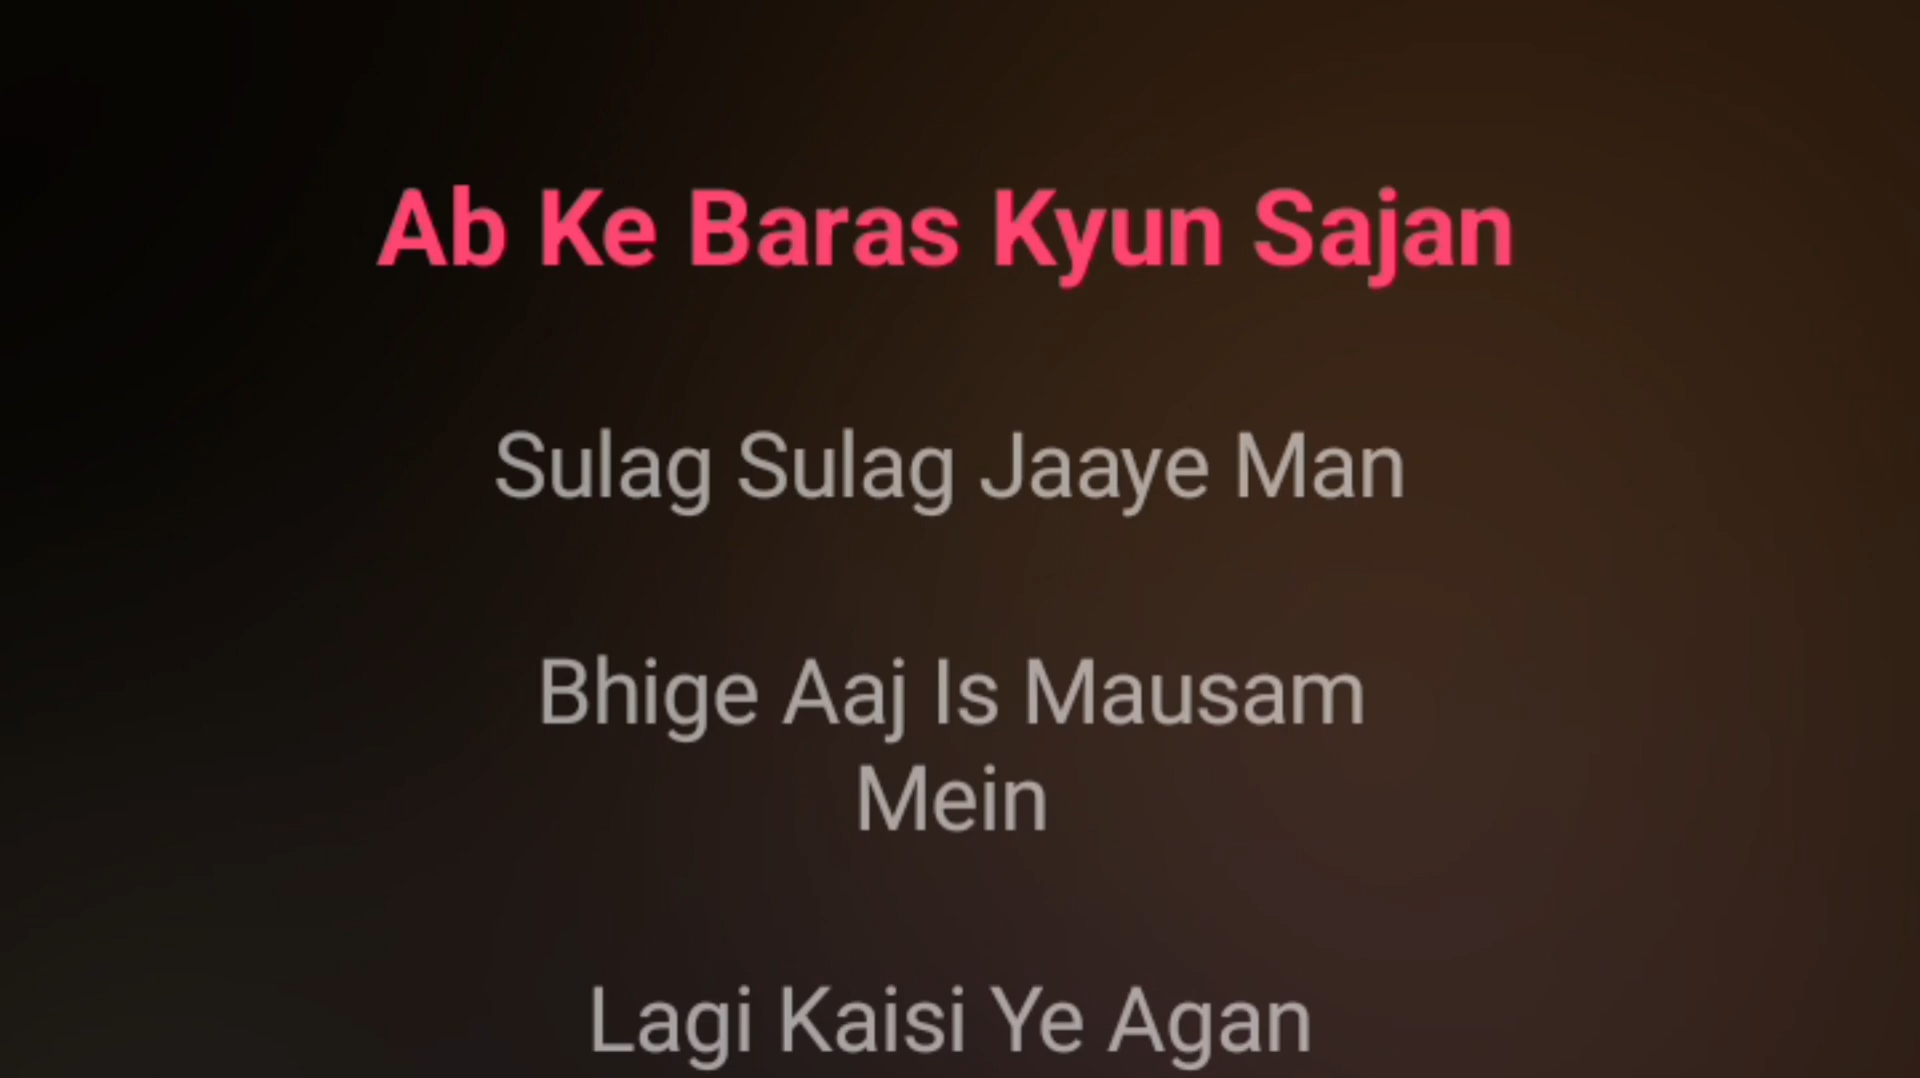 Ab Ke Baras Kyun Sajan
Sulag Sulag Jaaye Man
Bhige Aaj Is Mausam
Mein
Lagi Kaisi Ye Agan